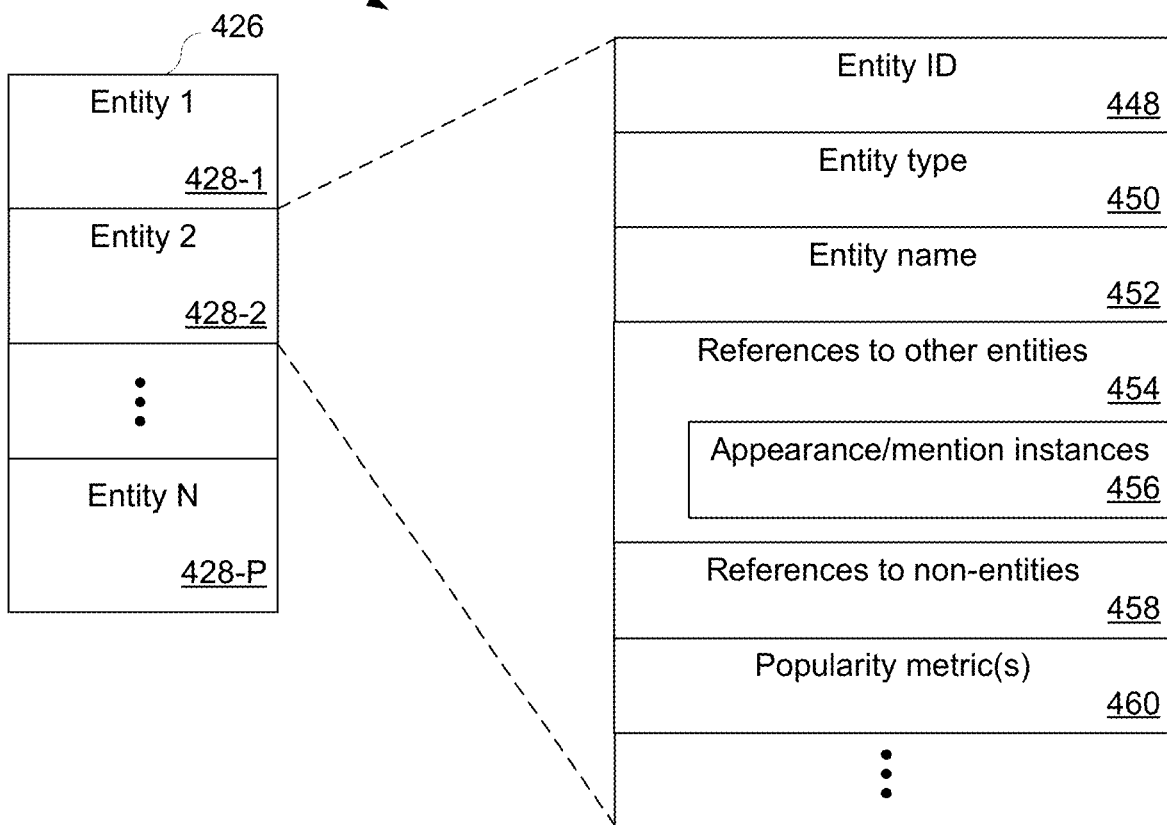 426
Entity 1
428-1
Entity 2
428-2
Entity N
428-P
Entity ID
448
Entity type
450
Entity name
452
References to other entities
454
Appearance/mention instances
456
References to non-entities
458
Popularity metric(s)
460